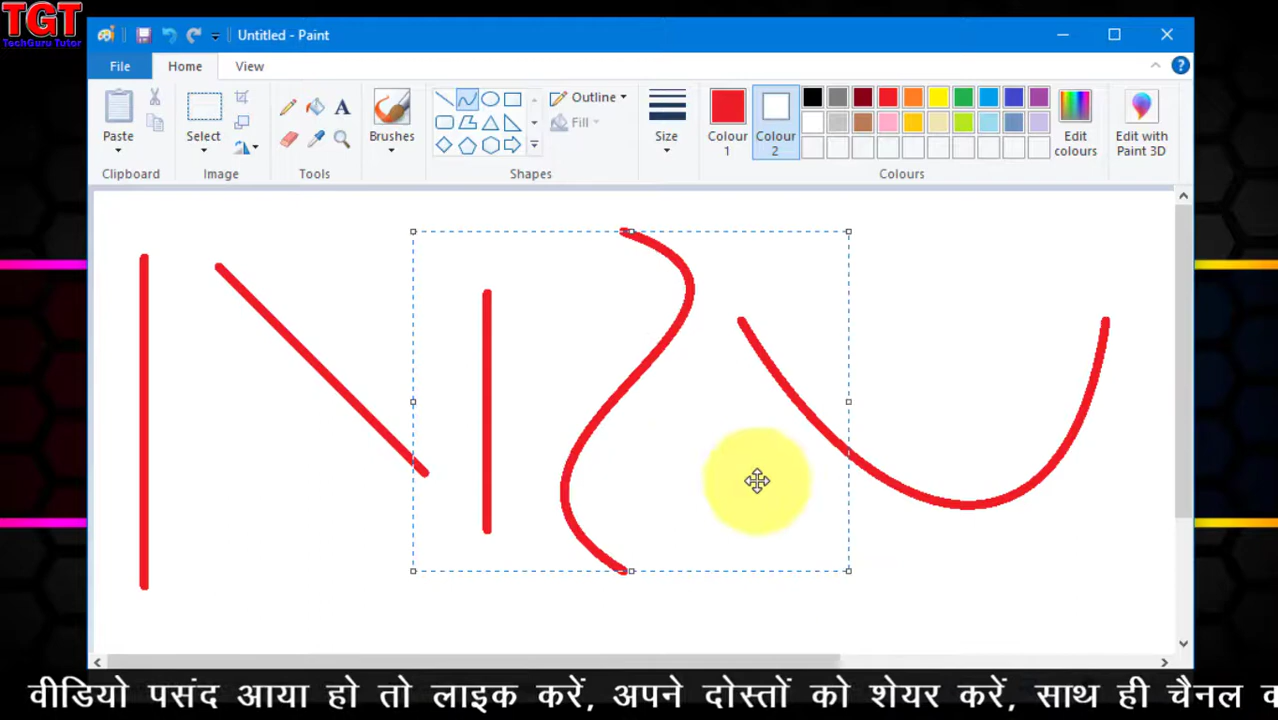 TGT
TechGuru Tutor
Untitled - Paint
File Home View
Paste
Select
Brushes
Outline
Fill
Size
Colour 1
Colour 2
Edit colours
Edit with Paint 3D
Clipboard Image Tools Shapes Colours
वीडियो पसंद आया हो तो लाइक करें, अपने दोस्तों को शेयर करें, साथ ही चैनल